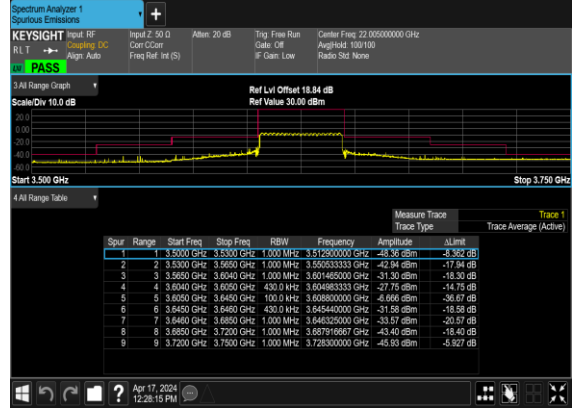 Spectrum Analyzer 1
Spurious Emissions
KEYSIGHT Input: RF Input Z: 50 Ω Atten: 20 dB Trig: Free Run Center Freq: 22.005000000 GHz
RLT Coupling: DC Corr CCorr Gate: Off Avg|Hold: 100/100
Align: Auto Freq Ref: Int (S) IF Gain: Low Radio Std: None
LW PASS
3 All Range Graph
Ref Lvl Offset 18.84 dB
Scale/Div 10.0 dB Ref Value 30.00 dBm
20.0
0.00
-20.0
-40.0
-60.0
Start 3.500 GHz Stop 3.750 GHz
4 All Range Table
Measure Trace Trace 1
Trace Type Trace Average (Active)
Spur Range Start Freq Stop Freq RBW Frequency Amplitude ΔLimit
1 1 3.5000 GHz 3.5300 GHz 1.000 MHz 3.512900000 GHz -48.36 dBm -8.362 dB
2 2 3.5300 GHz 3.5650 GHz 1.000 MHz 3.550533333 GHz -42.94 dBm -17.94 dB
3 3 3.5650 GHz 3.6040 GHz 1.000 MHz 3.601465000 GHz -31.30 dBm -18.30 dB
4 4 3.6040 GHz 3.6050 GHz 430.0 kHz 3.604983333 GHz -27.75 dBm -14.75 dB
5 5 3.6050 GHz 3.6450 GHz 100.0 kHz 3.608800000 GHz -6.666 dBm -36.67 dB
6 6 3.6450 GHz 3.6460 GHz 430.0 kHz 3.645440000 GHz -31.58 dBm -18.58 dB
7 7 3.6460 GHz 3.6850 GHz 1.000 MHz 3.646325000 GHz -33.57 dBm -20.57 dB
8 8 3.6850 GHz 3.7200 GHz 1.000 MHz 3.687916667 GHz -43.40 dBm -18.40 dB
9 9 3.7200 GHz 3.7500 GHz 1.000 MHz 3.728300000 GHz -45.93 dBm -5.927 dB
? Apr 17, 2024
12:28:15 PM